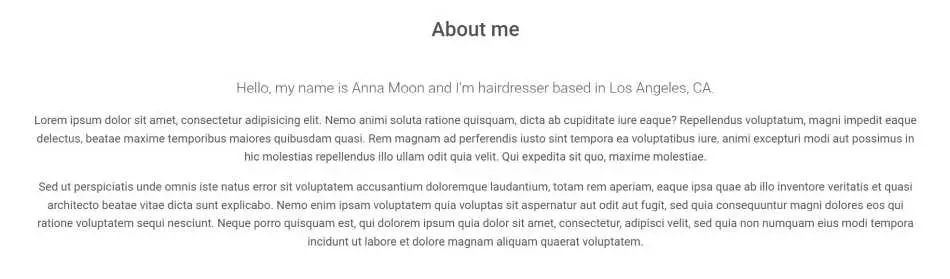 About me
Hello, my name is Anna Moon and I'm hairdresser based in Los Angeles, CA.
Lorem ipsum dolor sit amet, consectetur adipisicing elit. Nemo animi soluta ratione quisquam, dicta ab cupiditate iure eaque? Repellendus voluptatum, magni impedit eaque
delectus, beatae maxime temporibus maiores quibusdam quasi. Rem magnam ad perferendis iusto sint tempora ea voluptatibus iure, animi excepturi modi aut possimus in
hic molestias repellendus illo ullam odit quia velit. Qui expedita sit quo, maxime molestiae.
Sed ut perspiciatis unde omnis iste natus error sit voluptatem accusantium doloremque laudantium, totam rem aperiam, eaque ipsa quae ab illo inventore veritatis et quasi
architecto beatae vitae dicta sunt explicabo. Nemo enim ipsam voluptatem quia voluptas sit aspernatur aut odit aut fugit, sed quia consequuntur magni dolores eos qui
ratione voluptatem sequi nesciunt. Neque porro quisquam est, qui dolorem ipsum quia dolor sit amet, consectetur, adipisci velit, sed quia non numquam eius modi tempora
incidunt ut labore et dolore magnam aliquam quaerat voluptatem.